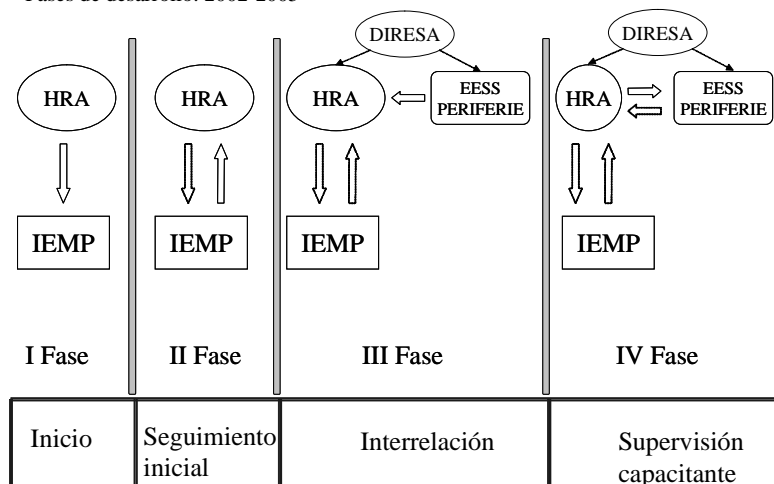 Fases de desarrollo: 2002-2005
DIRESA
DIRESA
HRA
HRA
HRA
EESS
PERIFERIE
HRA
EESS
PERIFERIE
IEMP
IEMP
IEMP
IEMP
I Fase
II Fase
III Fase
IV Fase
Inicio
Seguimiento
inicial
Interrelación
Supervisión
capacitante